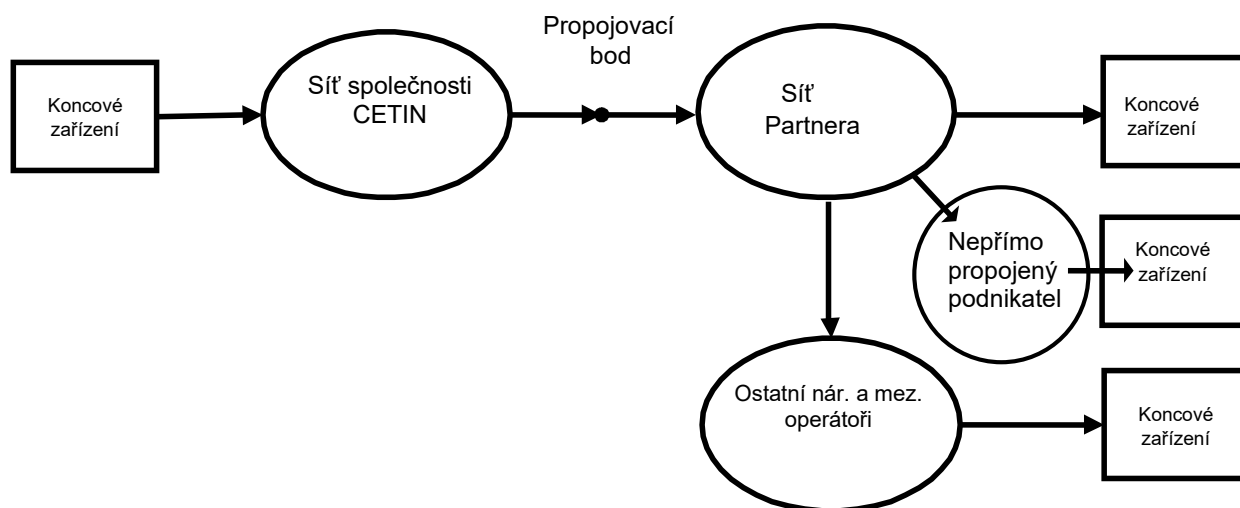 Propojovací
bod
Koncové
zařízení
Síť společnosti
CETIN
Síť
Partnera
Koncové
zařízení
Nepřímo
propojený
podnikatel
Koncové
zařízení
Ostatní nár. a mez.
operátoři
Koncové
zařízení